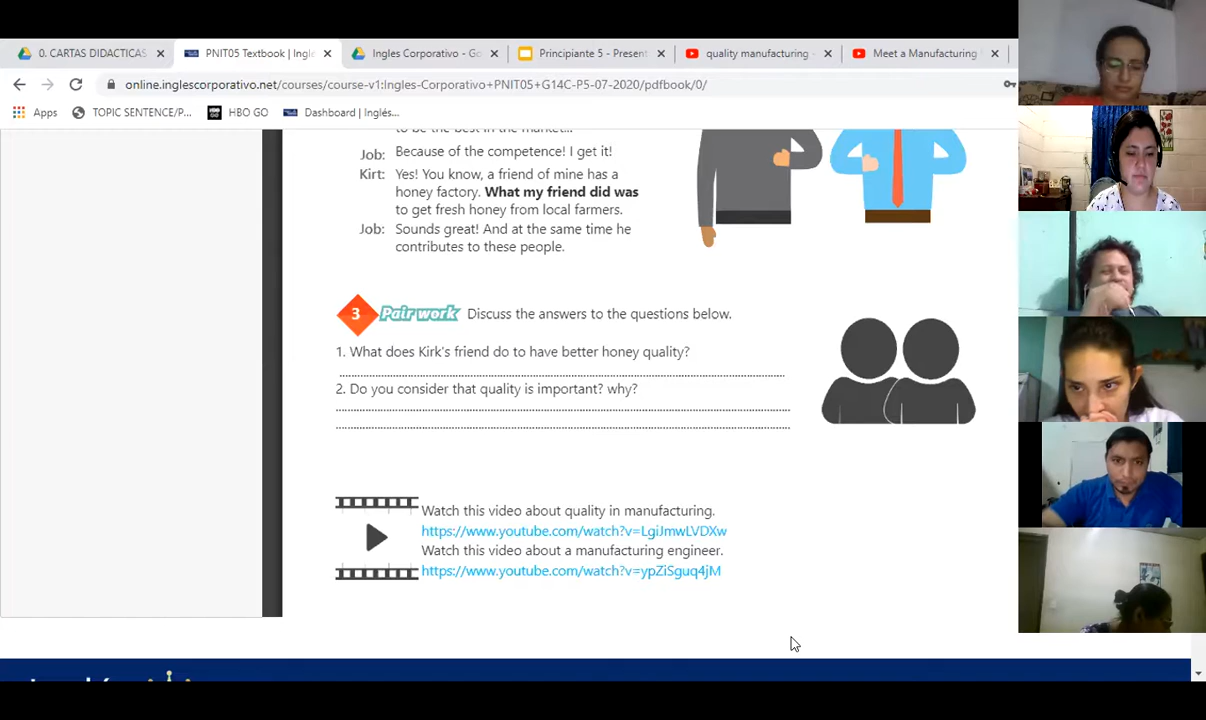 0. CARTAS DIDACTICAS
PNIT05 Textbook | Ingle
Ingles Corporativo - Go
Principiante 5 - Present
quality manufacturing -
Meet a Manufacturing
online.inglescorporativo.net/courses/course-v1:Ingles-Corporativo+PNIT05+G14C-P5-07-2020/pdfbook/0/
Apps
TOPIC SENTENCE/P...
HBO GO
Dashboard | Inglés...
to be the best in the market...
Job: Because of the competence! I get it!
Kirt: Yes! You know, a friend of mine has a
honey factory. What my friend did was
to get fresh honey from local farmers.
Job: Sounds great! And at the same time he
contributes to these people.
3 Pair work Discuss the answers to the questions below.
1. What does Kirk's friend do to have better honey quality?
2. Do you consider that quality is important? why?
Watch this video about quality in manufacturing.
https://www.youtube.com/watch?v=LgiJmwLVDXw
Watch this video about a manufacturing engineer.
https://www.youtube.com/watch?v=ypZiSguq4jM